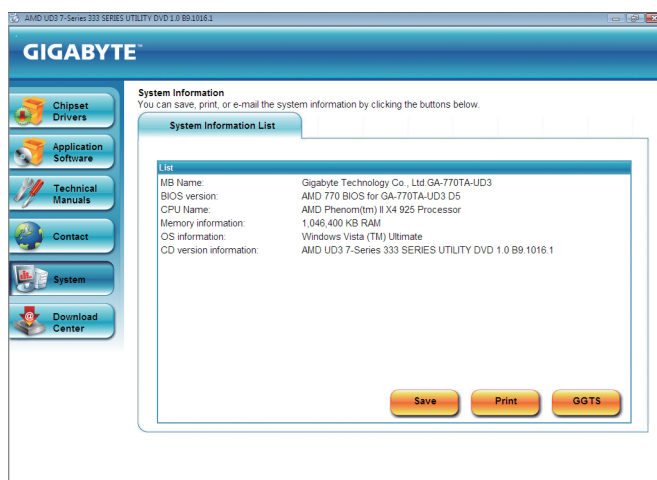 AMD UD3 7-Series 333 SERIES UTILITY DVD 1.0 B9.1016.1
GIGABYTE™
Chipset
Drivers
Application
Software
Technical
Manuals
Contact
System
Download
Center
System Information
You can save, print, or e-mail the system information by clicking the buttons below.
System Information List
List
MB Name: Gigabyte Technology Co., Ltd.GA-770TA-UD3
BIOS version: AMD 770 BIOS for GA-770TA-UD3 D5
CPU Name: AMD Phenom(tm) II X4 925 Processor
Memory information: 1,046,400 KB RAM
OS information: Windows Vista (TM) Ultimate
CD version information: AMD UD3 7-Series 333 SERIES UTILITY DVD 1.0 B9.1016.1
Save Print GGTS